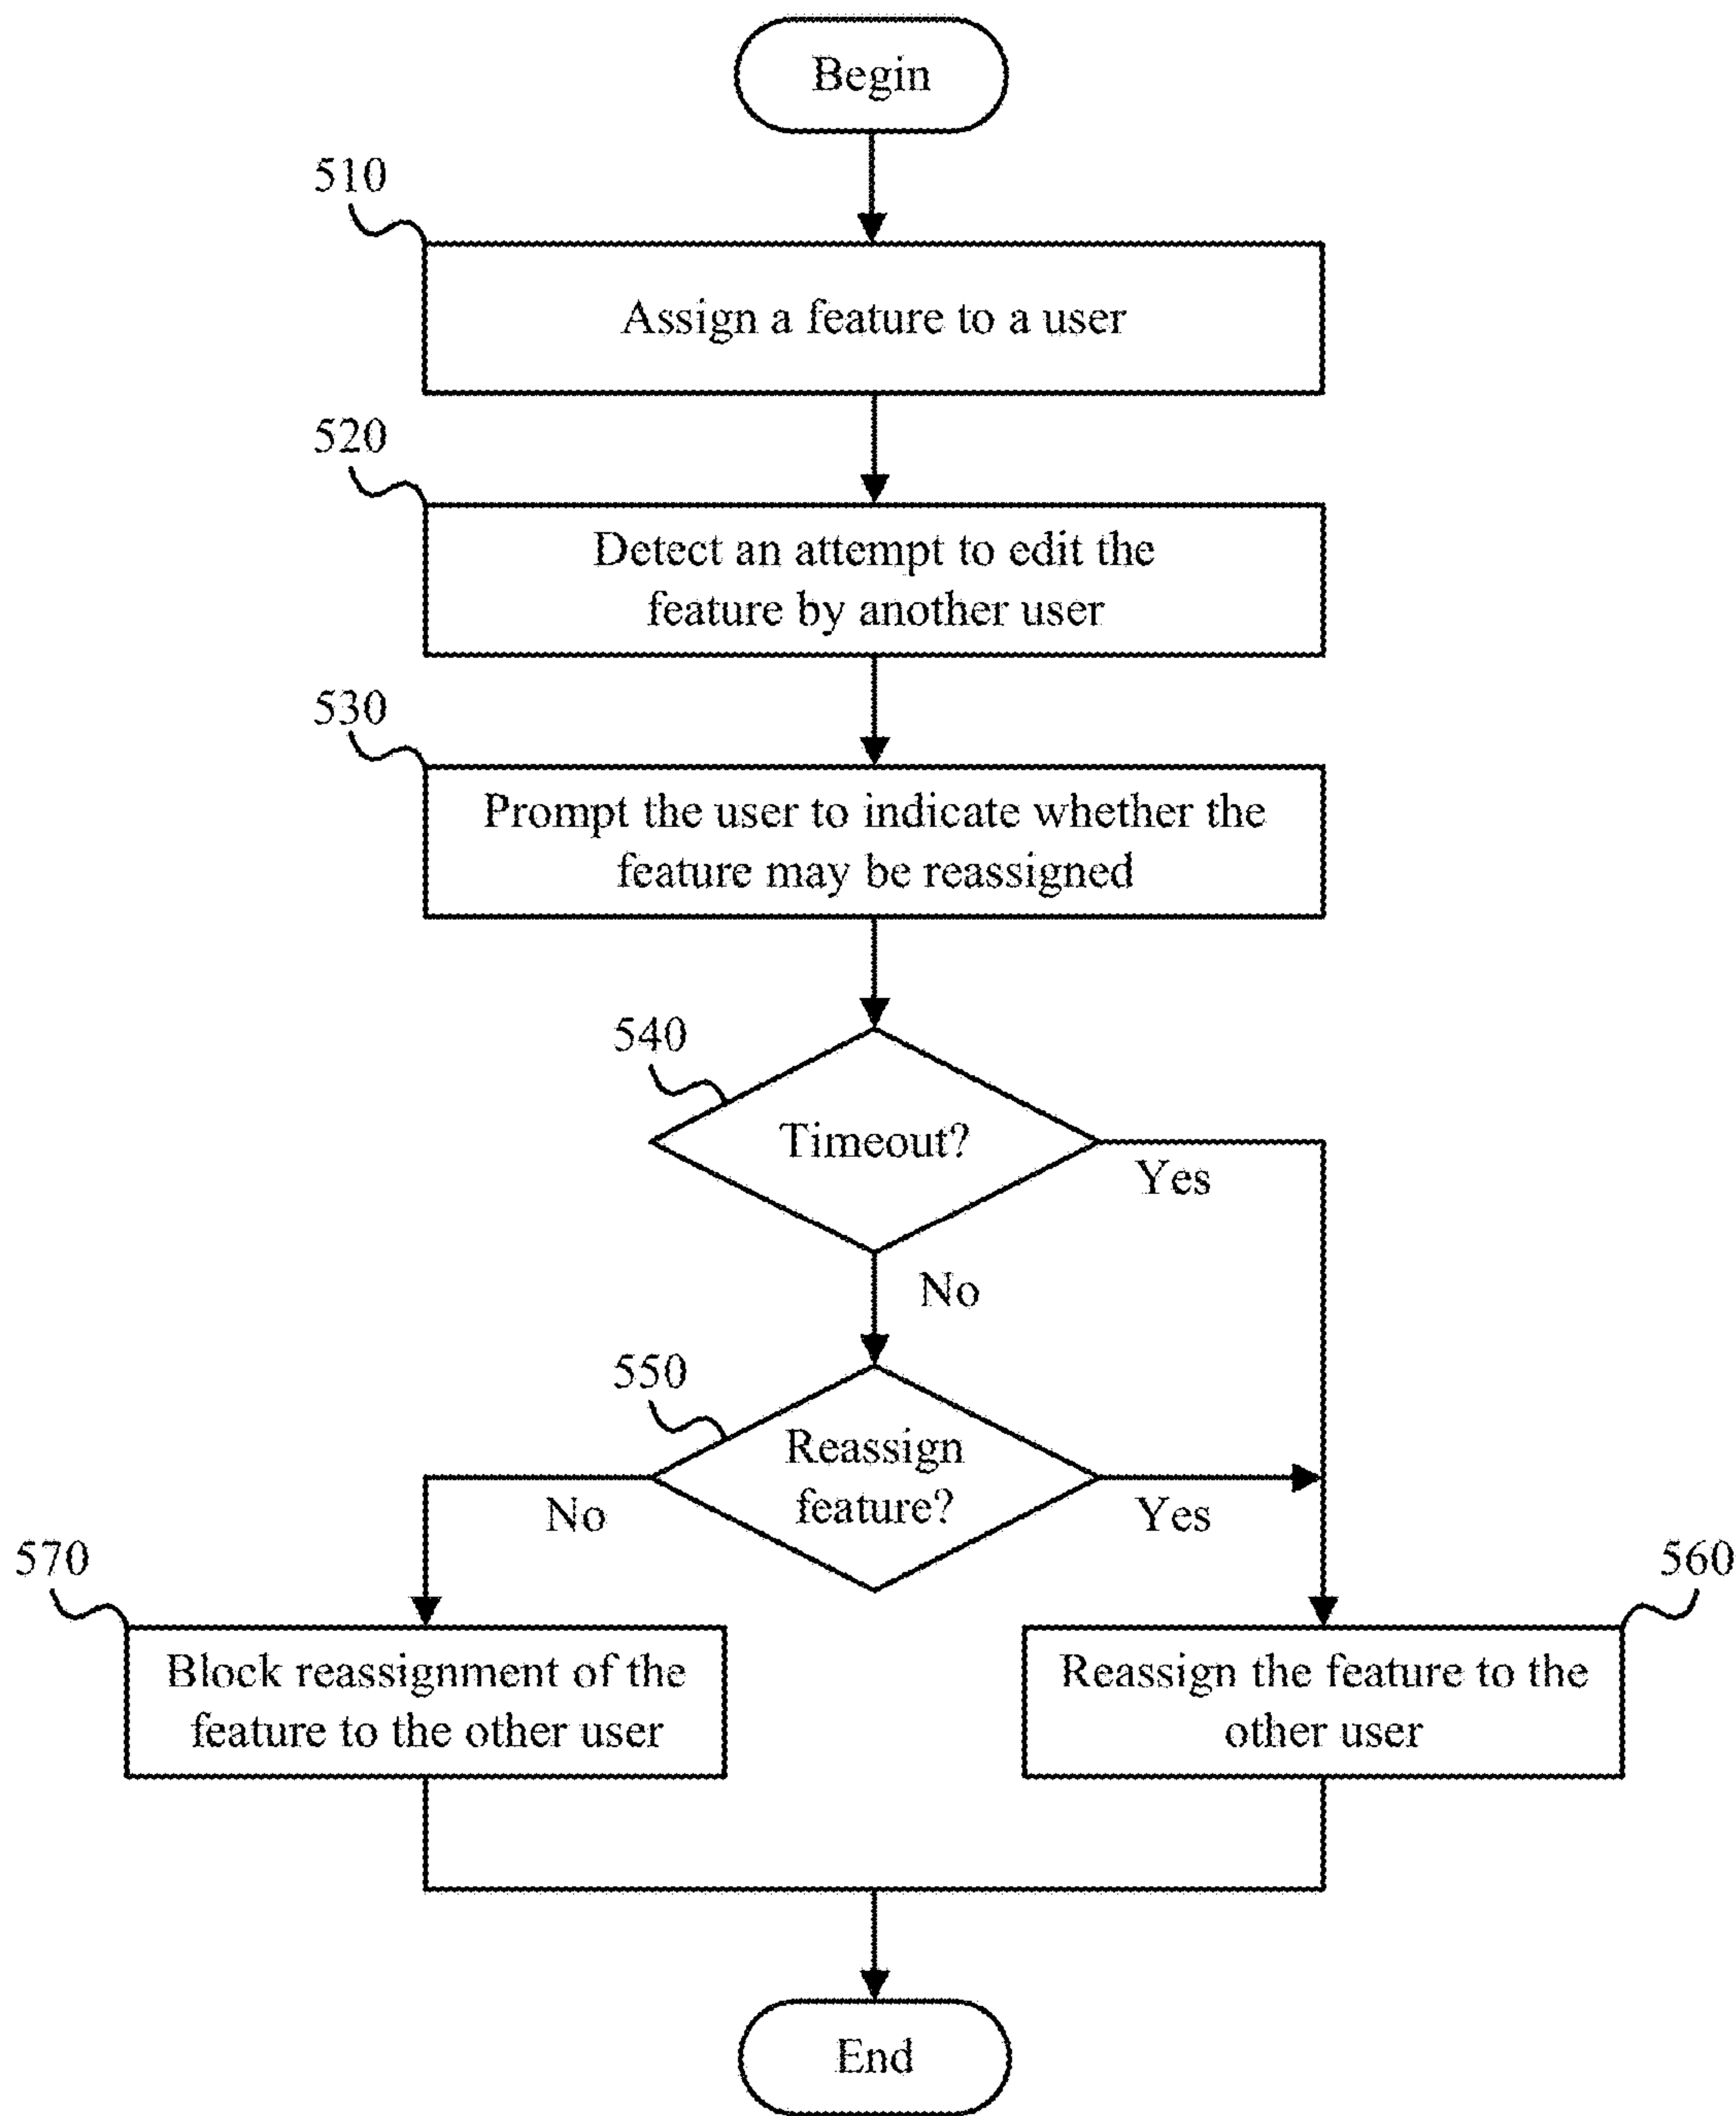 Begin
510
Assign a feature to a user
520
Detect an attempt to edit the
feature by another user
530
Prompt the user to indicate whether the
feature may be reassigned
540
Timeout?
Yes
No
550
Reassign
feature?
No
Yes
570
560
Block reassignment of the
feature to the other user
Reassign the feature to the
other user
End